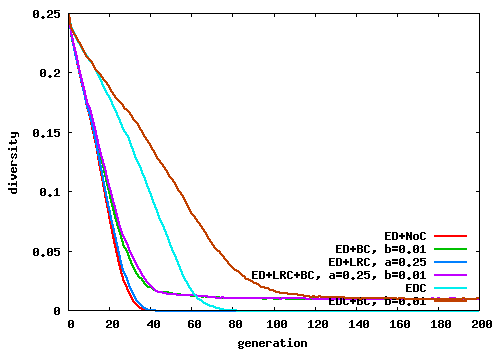 0.25
0.2
0.15
0.1
0.05
0
diversity
ED+NoC
ED+BC, b=0.01
ED+LRC, a=0.25
ED+LRC+BC, a=0.25, b=0.01
EDC
EDC+BC, b=0.01
0 20 40 60 80 100 120 140 160 180 200
generation